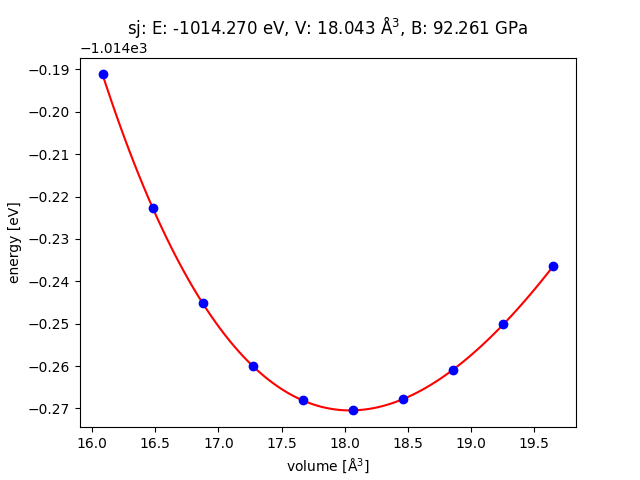 sj: E: -1014.270 eV, V: 18.043 Å³, B: 92.261 GPa
−1.014e3
−0.19
−0.20
−0.21
−0.22
−0.23
−0.24
−0.25
−0.26
−0.27
energy [eV]
16.0 16.5 17.0 17.5 18.0 18.5 19.0 19.5
volume [Å³]